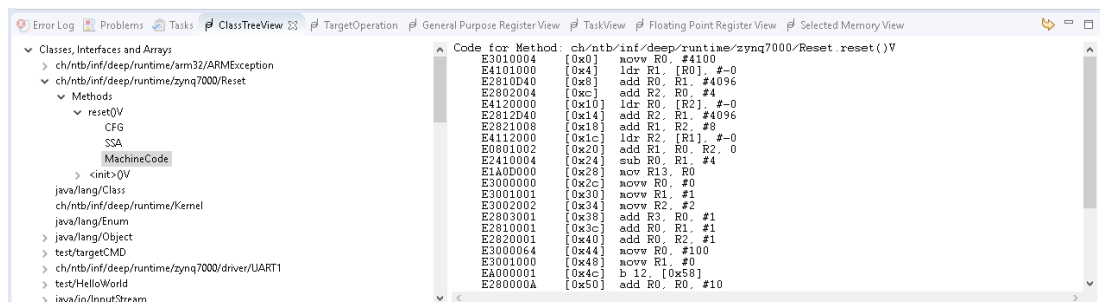 Error Log Problems Tasks ClassTreeView TargetOperation General Purpose Register View TaskView Floating Point Register View Selected Memory View
Classes, Interfaces and Arrays
ch/ntb/inf/deep/runtime/arm32/ARMException
ch/ntb/inf/deep/runtime/zynq7000/Reset
Methods
reset()V
CFG
SSA
MachineCode
<init>()V
java/lang/Class
ch/ntb/inf/deep/runtime/Kernel
java/lang/Enum
java/lang/Object
test/targetCMD
ch/ntb/inf/deep/runtime/zynq7000/driver/UART1
test/HelloWorld
java/io/InputStream
Code for Method: ch/ntb/inf/deep/runtime/zynq7000/Reset.reset()V
E3010004 [0x0] movw R0, #4100
E4101000 [0x4] ldr R1, [R0], #-0
E2810D40 [0x8] add R0, R1, #4096
E2802004 [0xc] add R2, R0, #4
E4120000 [0x10] ldr R0, [R2], #-0
E2812D40 [0x14] add R2, R1, #4096
E2821008 [0x18] add R1, R2, #8
E4112000 [0x1c] ldr R2, [R1], #-0
E0801002 [0x20] add R1, R0, R2, 0
E2410004 [0x24] sub R0, R1, #4
E1A0D000 [0x28] mov R13, R0
E3000000 [0x2c] movw R0, #0
E3001001 [0x30] movw R1, #1
E3002002 [0x34] movw R2, #2
E2803001 [0x38] add R3, R0, #1
E2810001 [0x3c] add R0, R1, #1
E2820001 [0x40] add R0, R2, #1
E3000064 [0x44] movw R0, #100
E3001000 [0x48] movw R1, #0
EA000001 [0x4c] b 12, [0x58]
E280000A [0x50] add R0, R0, #10